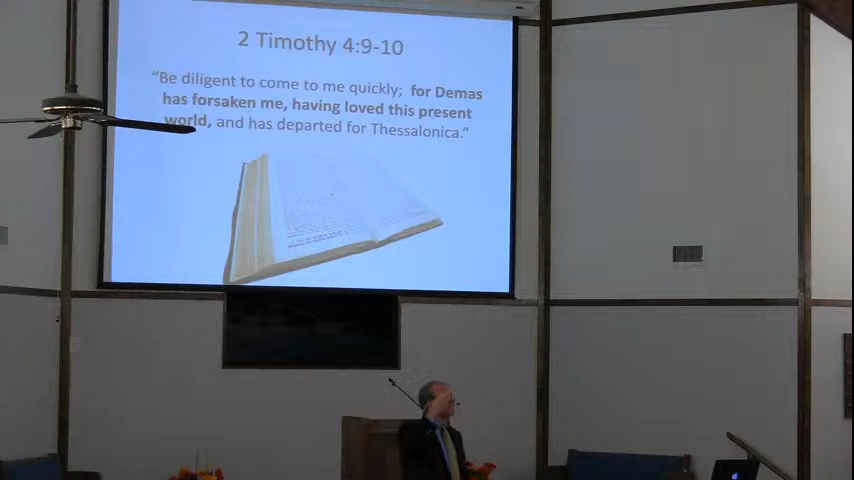 2 Timothy 4:9-10
“Be diligent to come to me quickly; for Demas
has forsaken me, having loved this present
world, and has departed for Thessalonica.”